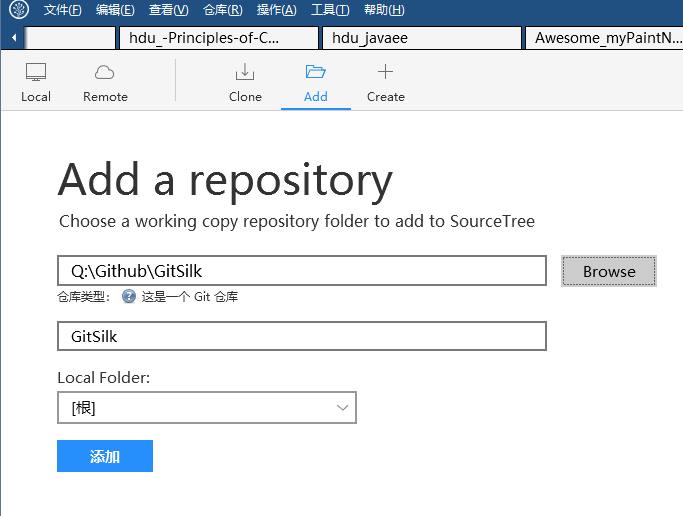 文件(F) 编辑(E) 查看(V) 仓库(R) 操作(A) 工具(T) 帮助(H)
hdu_-Principles-of-C... hdu_javaee Awesome_myPaintN...
Local Remote Clone Add Create
Add a repository
Choose a working copy repository folder to add to SourceTree
Q:\Github\GitSilk Browse
仓库类型： ? 这是一个 Git 仓库
GitSilk
Local Folder:
[根]
添加